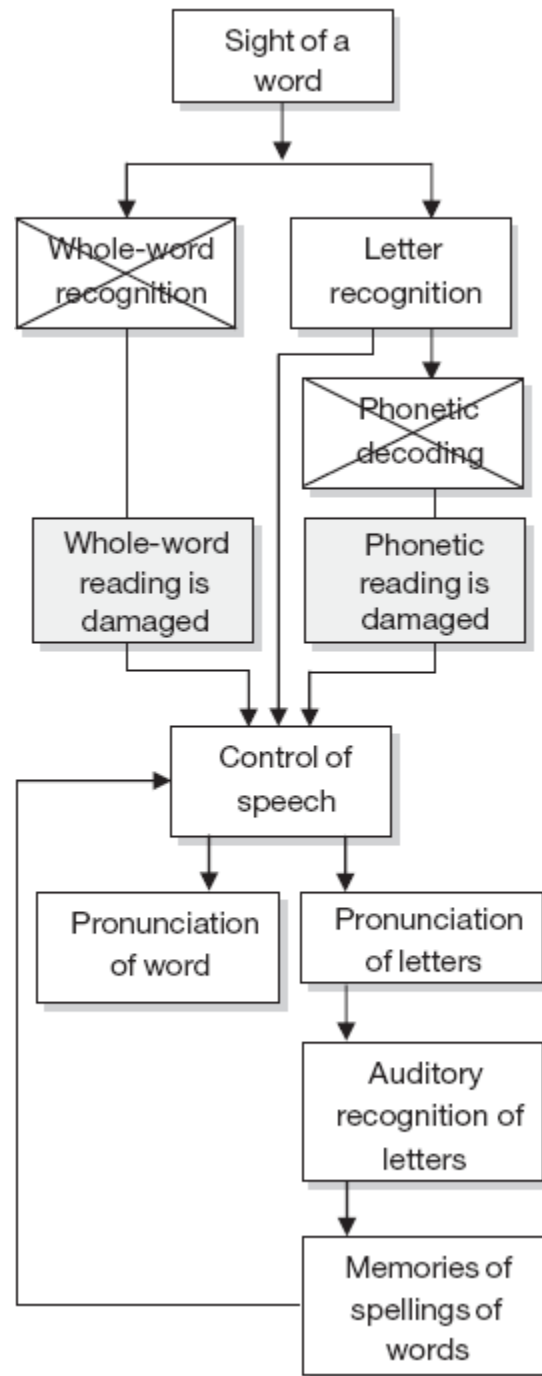 Sight of a
word
Whole-word
recognition
Letter
recognition
Phonetic
decoding
Whole-word
reading is
damaged
Phonetic
reading is
damaged
Control of
speech
Pronunciation
of word
Pronunciation
of letters
Auditory
recognition of
letters
Memories of
spellings of
words